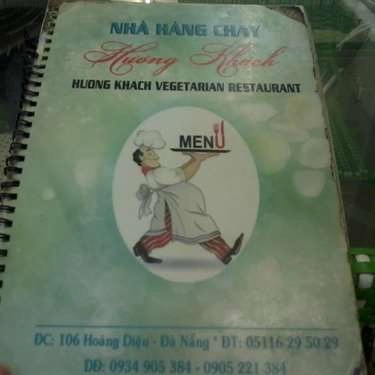 NHÀ HÀNG CHAY
Hương Khách
HUONG KHACH VEGETARIAN RESTAURANT
MENU
ĐC: 106 Hoàng Diệu - Đà Nẵng * ĐT: 05116 29 50 29
DĐ: 0934 905 384 - 0905 221 384